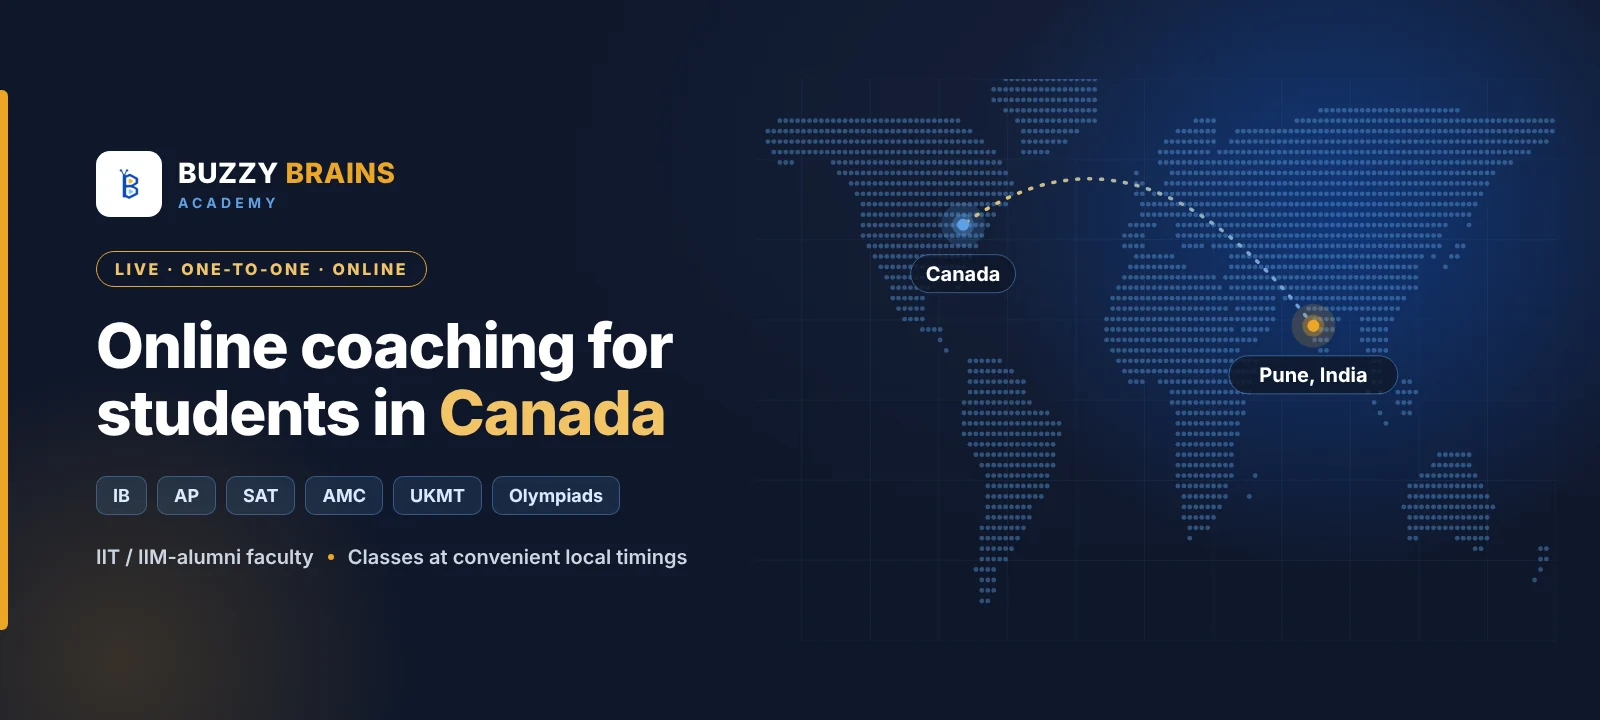 BUZZY BRAINS
ACADEMY
LIVE · ONE-TO-ONE · ONLINE
Online coaching for
students in Canada
IB AP SAT AMC UKMT Olympiads
IIT / IIM-alumni faculty • Classes at convenient local timings
Canada
Pune, India